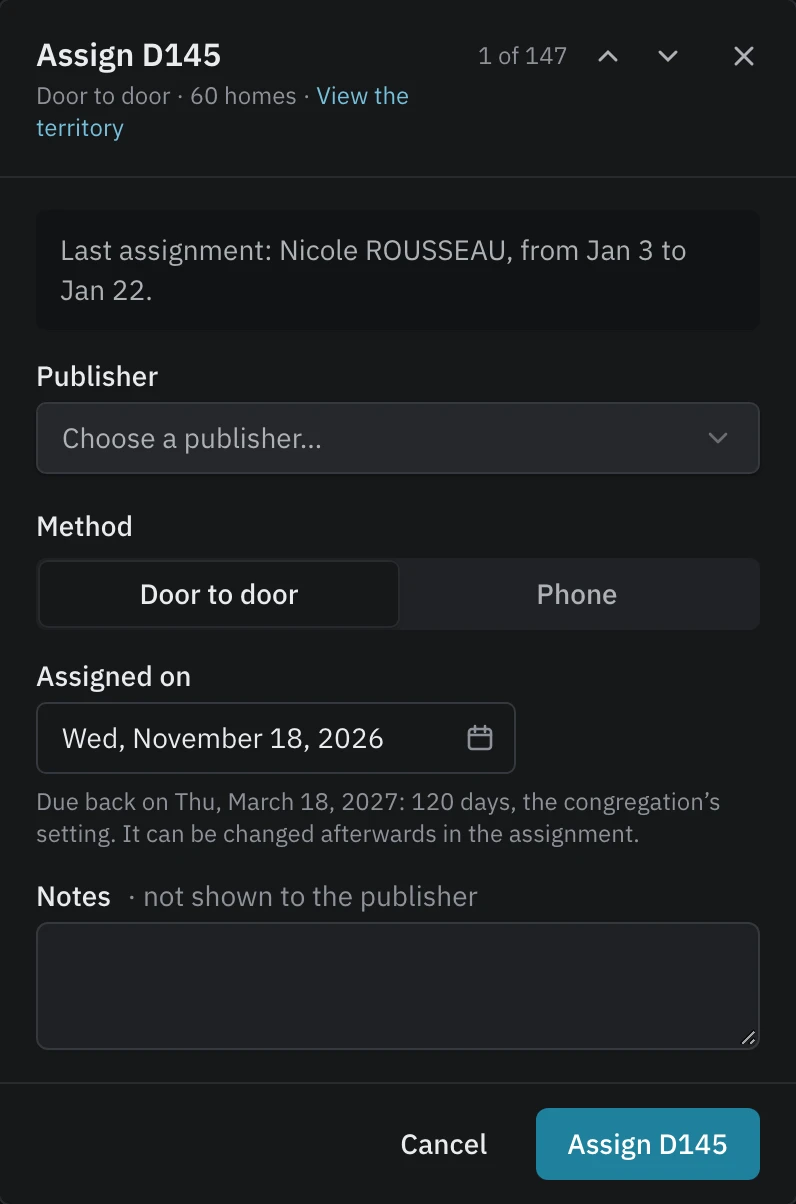 Assign D145
1 of 147
Door to door · 60 homes · View the
territory
Last assignment: Nicole ROUSSEAU, from Jan 3 to
Jan 22.
Publisher
Choose a publisher...
Method
Door to door
Phone
Assigned on
Wed, November 18, 2026
Due back on Thu, March 18, 2027: 120 days, the congregation’s
setting. It can be changed afterwards in the assignment.
Notes · not shown to the publisher
Cancel
Assign D145